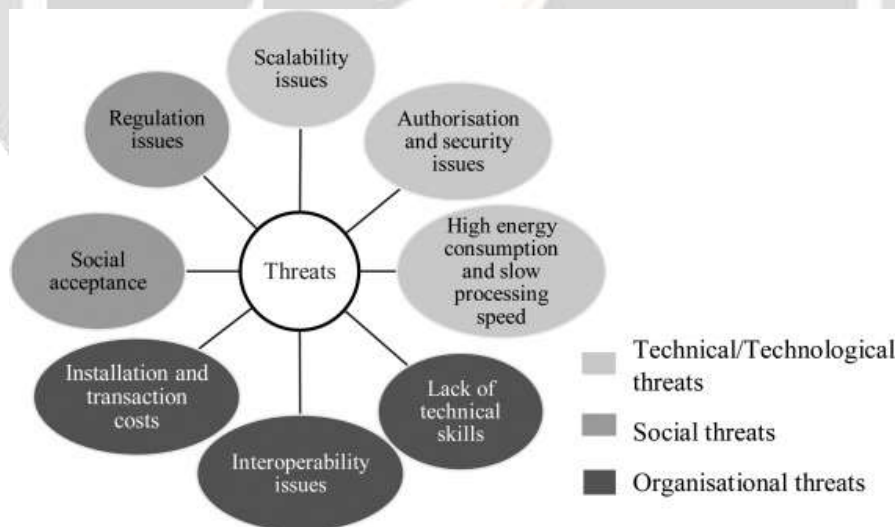 Scalability
issues
Authorisation
and security
issues
High energy
consumption
and slow
processing
speed
Lack of
technical
skills
Interoperability
issues
Installation and
transaction
costs
Social
acceptance
Regulation
issues
Threats
Technical/Technological
threats
Social threats
Organisational threats